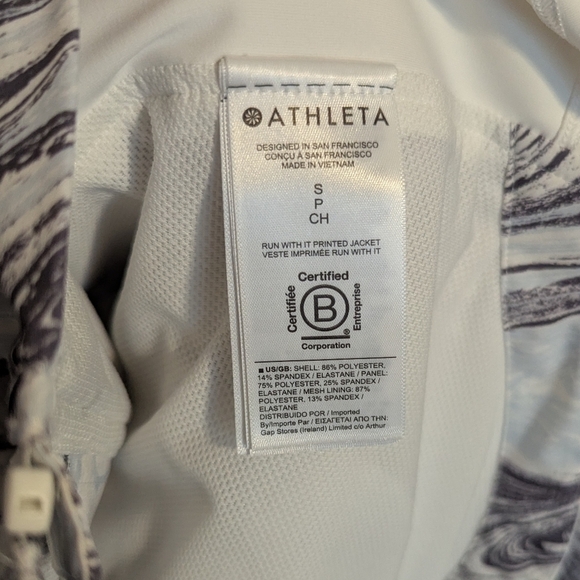 ATHLETA
DESIGNED IN SAN FRANCISCO
CONÇU À SAN FRANCISCO
MADE IN VIETNAM
S
P
CH
RUN WITH IT PRINTED JACKET
VESTE IMPRIMÉE RUN WITH IT
Certified
Certifiée
B
Entreprise
®
Corporation
■ US/GB: SHELL: 86% POLYESTER,
14% SPANDEX / ELASTANE / PANEL:
75% POLYESTER, 25% SPANDEX /
ELASTANE / MESH LINING: 87%
POLYESTER, 13% SPANDEX /
ELASTANE
DISTRIBUIDO POR / Imported
By/Importe Par / ΕΙΣΑΓΕΤΑΙ ΑΠΟ ΤΗΝ
Gap Stores (Ireland) Limited c/o Arthur